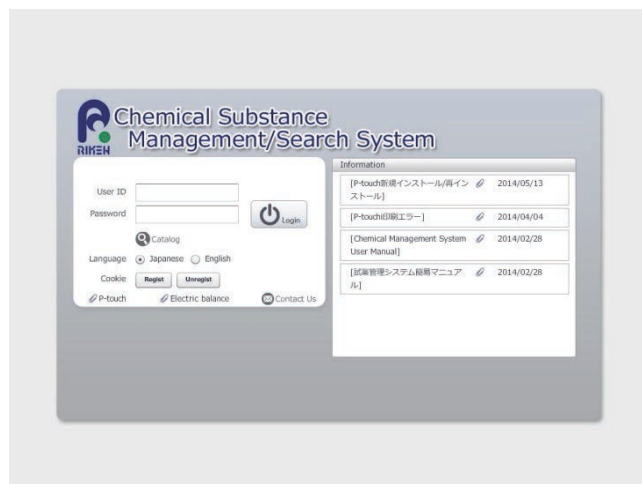 RIKEN
Chemical Substance
Management/Search System
User ID
Password
Login
Catalog
Language
Japanese
English
Cookie
Regist
Unregist
P-touch
Electric balance
Contact Us
Information
[P-touch新規インストール/再イン
ストール]
2014/05/13
[P-touch印刷エラー]
2014/04/04
[Chemical Management System
User Manual]
2014/02/28
[試薬管理システム簡易マニュア
ル]
2014/02/28